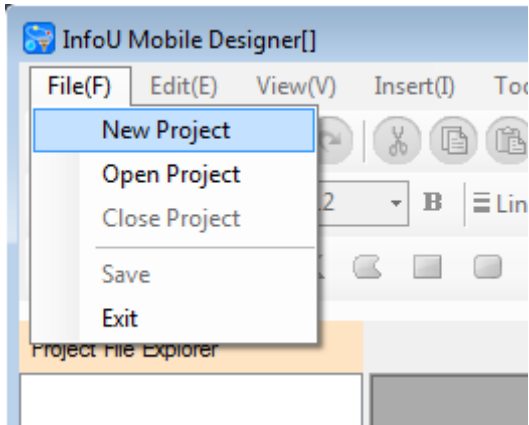 InfoU Mobile Designer[]
File(F) Edit(E) View(V) Insert(I)
New Project
Open Project
Close Project
B
Save
Exit
Project File Explorer